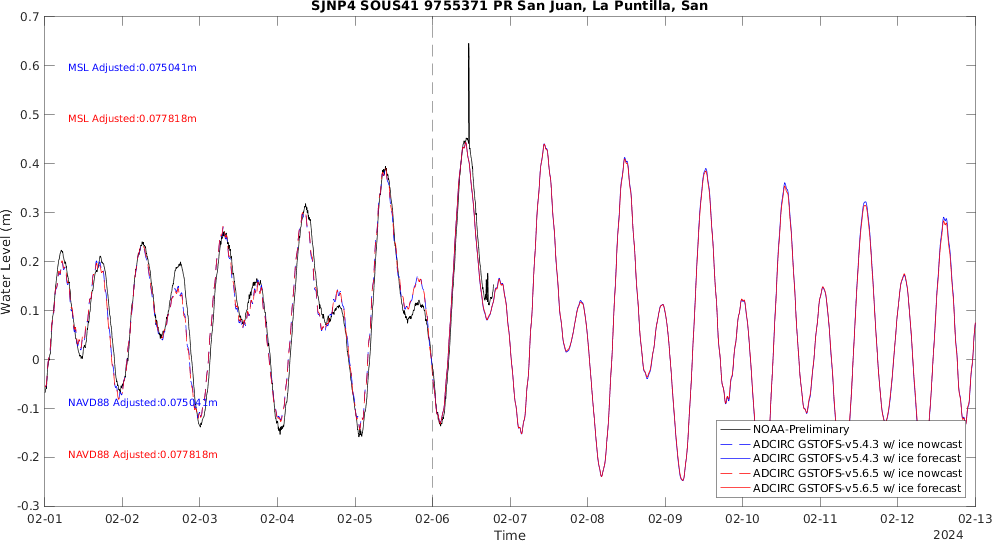 SJNP4 SOUS41 9755371 PR San Juan, La Puntilla, San
0.7
0.6
0.5
0.4
0.3
0.2
0.1
0
-0.1
-0.2
-0.3
Water Level (m)
MSL Adjusted:0.075041m
MSL Adjusted:0.077818m
NAVD88 Adjusted:0.075041m
NAVD88 Adjusted:0.077818m
NOAA-Preliminary
ADCIRC GSTOFS-v5.4.3 w/ ice nowcast
ADCIRC GSTOFS-v5.4.3 w/ ice forecast
ADCIRC GSTOFS-v5.6.5 w/ ice nowcast
ADCIRC GSTOFS-v5.6.5 w/ ice forecast
02-01 02-02 02-03 02-04 02-05 02-06 02-07 02-08 02-09 02-10 02-11 02-12 02-13
Time
2024